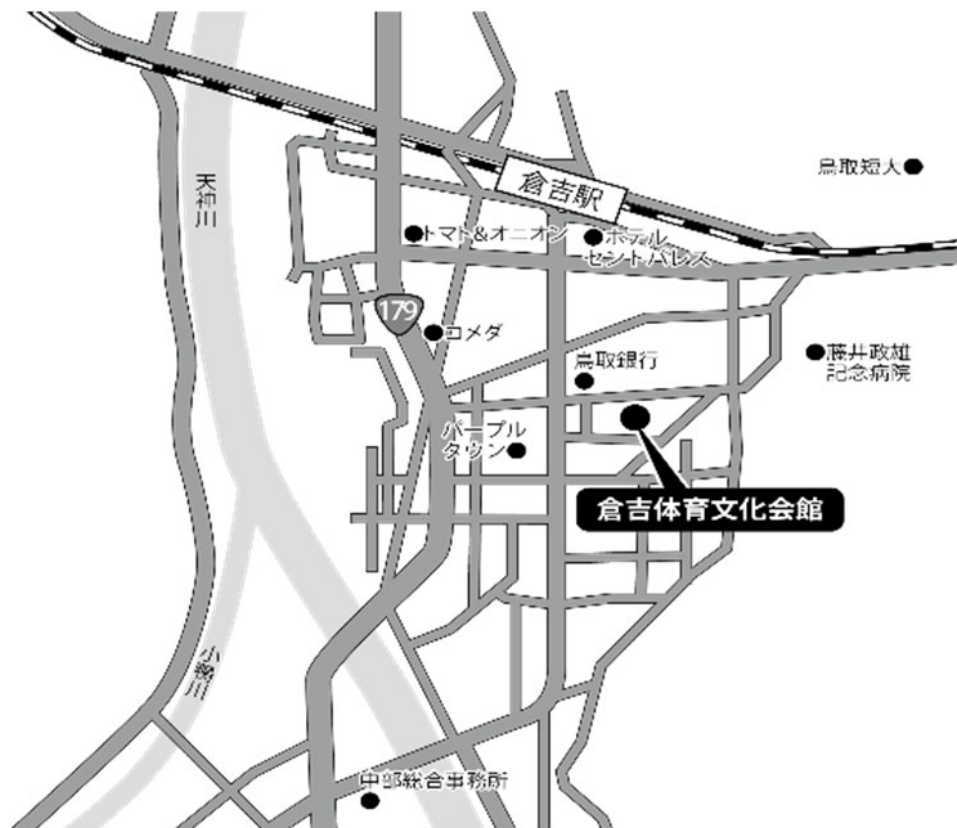 鳥取短大
天神川
倉吉駅
トマト&オニオン
ホテル
セントパレス
179
コメダ
鳥取銀行
藤井政雄
記念病院
パープル
タウン
倉吉体育文化会館
小鴨川
中部総合事務所